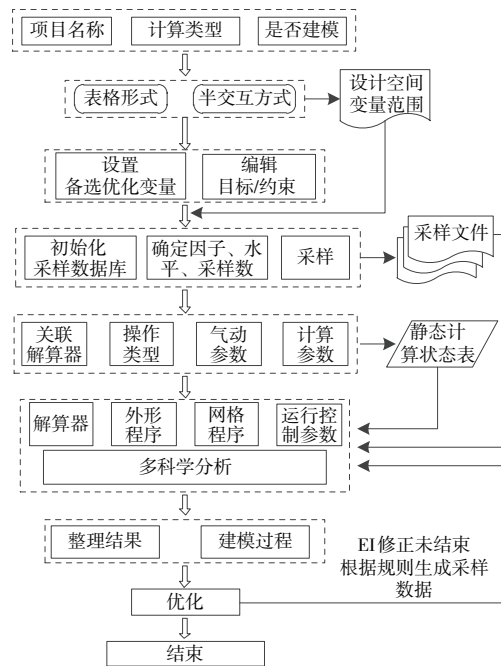 项目名称
计算类型
是否建模
表格形式
半交互方式
设计空间
变量范围
设置
备选优化变量
编辑
目标/约束
初始化
采样数据库
确定因子、水
平、采样数
采样
采样文件
关联
解算器
操作
类型
气动
参数
计算
参数
静态计
算状态表
解算器
外形
程序
网格
程序
运行控
制参数
多科学分析
整理结果
建模过程
EI修正未结束
根据规则生成采样
数据
优化
结束